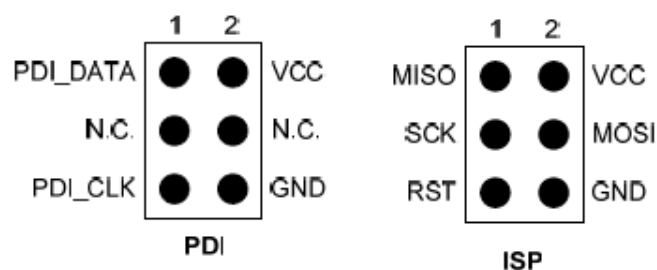 1 2
PDI_DATA VCC
N.C. N.C.
PDI_CLK GND
PDI
1 2
MISO VCC
SCK MOSI
RST GND
ISP